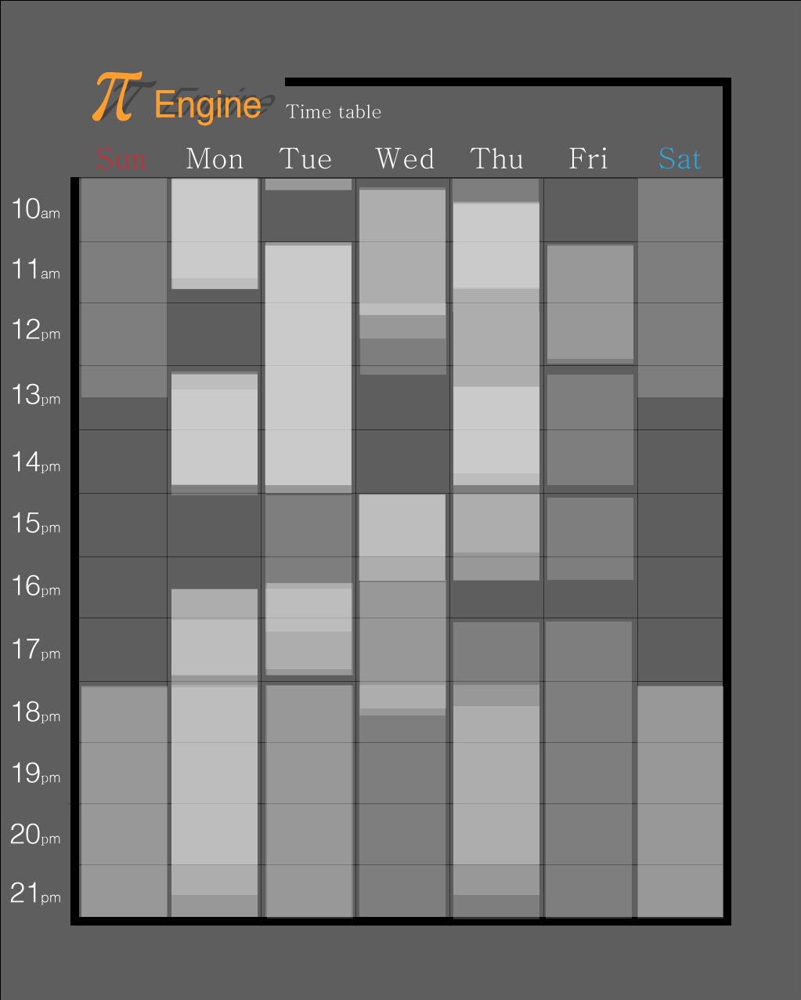 π Engine
Time table
Sun Mon Tue Wed Thu Fri Sat
10am
11am
12pm
13pm
14pm
15pm
16pm
17pm
18pm
19pm
20pm
21pm